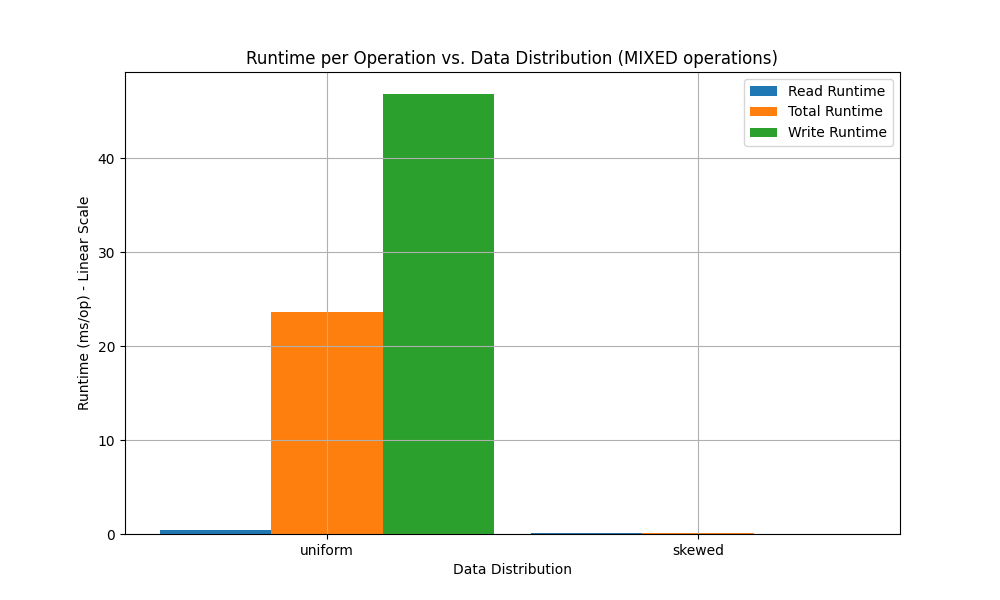 Runtime per Operation vs. Data Distribution (MIXED operations)
Read Runtime
Total Runtime
Write Runtime
Runtime (ms/op) - Linear Scale
40
30
20
10
0
uniform
skewed
Data Distribution